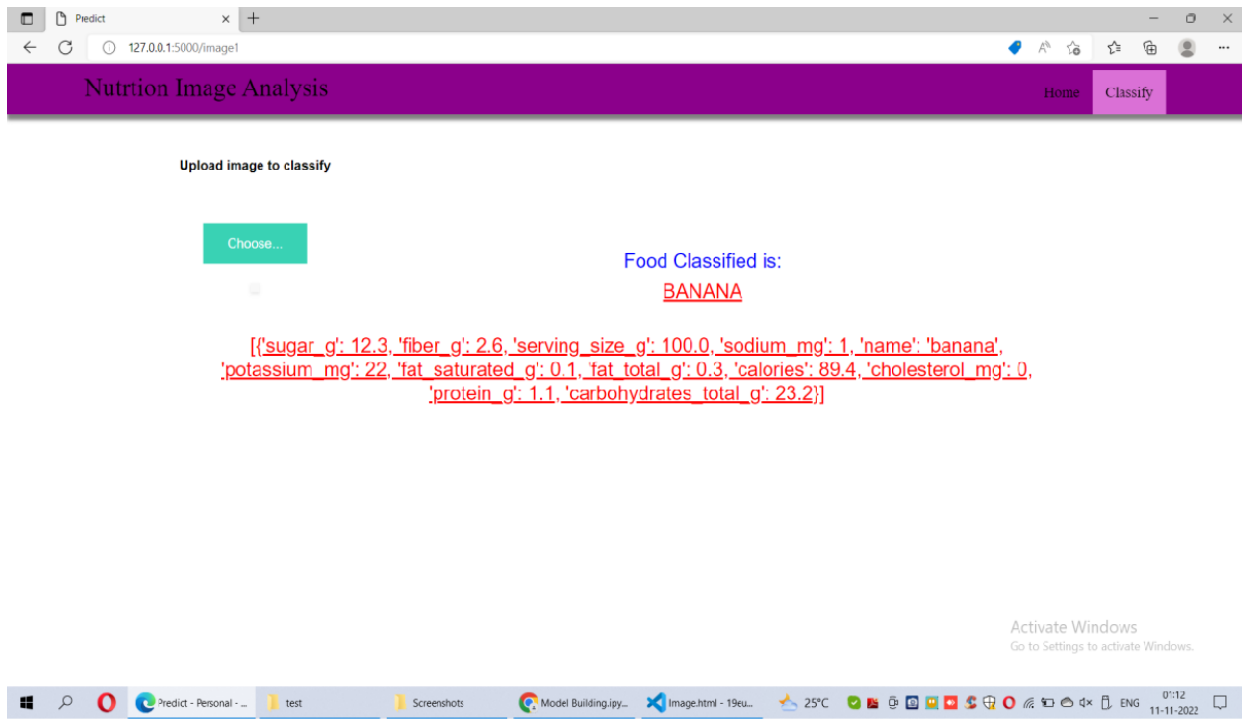 Predict
127.0.0.1:5000/image1
Nutrtion Image Analysis
Home
Classify
Upload image to classify
Choose...
Food Classified is:
BANANA
[{'sugar_g': 12.3, 'fiber_g': 2.6, 'serving_size_g': 100.0, 'sodium_mg': 1, 'name': 'banana',
'potassium_mg': 22, 'fat_saturated_g': 0.1, 'fat_total_g': 0.3, 'calories': 89.4, 'cholesterol_mg': 0,
'protein_g': 1.1, 'carbohydrates_total_g': 23.2}]
Activate Windows
Go to Settings to activate Windows.
Predict - Personal - ...
test
Screenshots
Model Building.ipy...
Image.html - 19eu...
25°C
ENG
01:12
11-11-2022